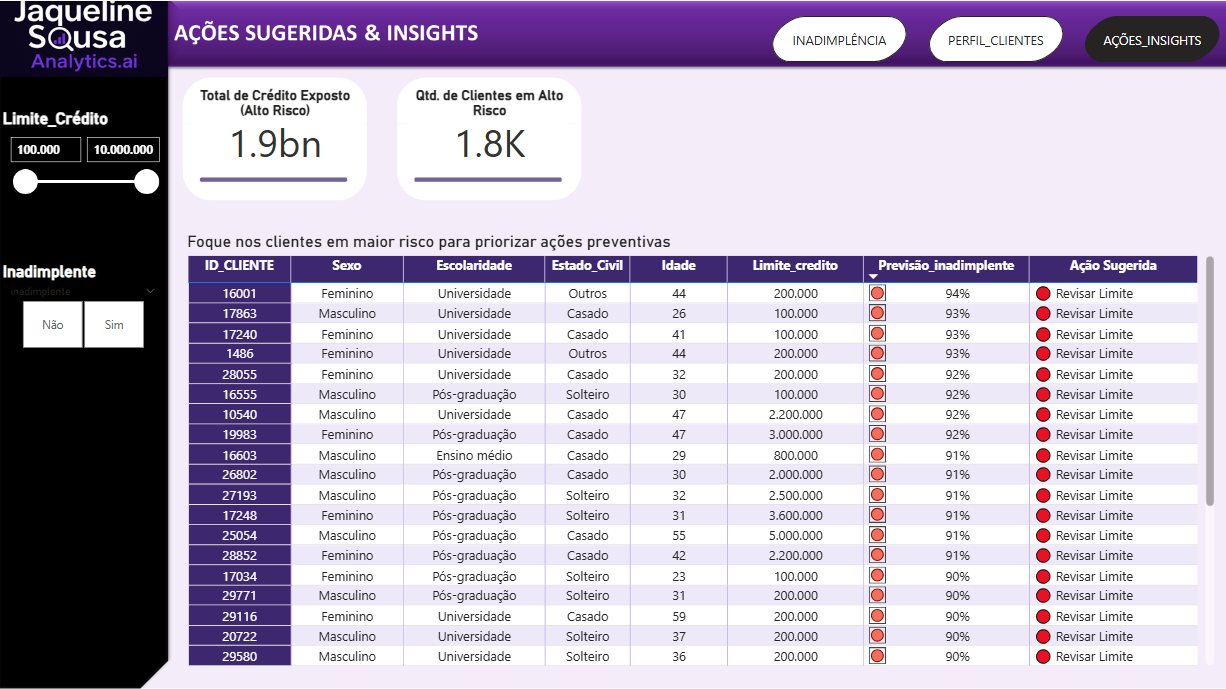 Jaqueline
Sousa
Analytics.ai
AÇÕES SUGERIDAS & INSIGHTS
INADIMPLÊNCIA
PERFIL_CLIENTES
AÇÕES_INSIGHTS
Limite_Crédito
100.000 10.000.000
Inadimplente
inadimplente
Não Sim
Total de Crédito Exposto
(Alto Risco)
1.9bn
Qtd. de Clientes em Alto
Risco
1.8K
Foque nos clientes em maior risco para priorizar ações preventivas
ID_CLIENTE Sexo Escolaridade Estado_Civil Idade Limite_credito Previsão_inadimplente Ação Sugerida
16001 Feminino Universidade Outros 44 200.000 94% Revisar Limite
17863 Masculino Universidade Casado 26 100.000 93% Revisar Limite
17240 Feminino Universidade Casado 41 100.000 93% Revisar Limite
1486 Feminino Universidade Outros 44 200.000 93% Revisar Limite
28055 Feminino Universidade Casado 32 200.000 92% Revisar Limite
16555 Masculino Pós-graduação Solteiro 30 100.000 92% Revisar Limite
10540 Masculino Universidade Casado 47 2.200.000 92% Revisar Limite
19983 Feminino Pós-graduação Casado 47 3.000.000 92% Revisar Limite
16603 Masculino Ensino médio Casado 29 800.000 91% Revisar Limite
26802 Masculino Pós-graduação Casado 30 2.000.000 91% Revisar Limite
27193 Masculino Pós-graduação Solteiro 32 2.500.000 91% Revisar Limite
17248 Feminino Pós-graduação Solteiro 31 3.600.000 91% Revisar Limite
25054 Masculino Pós-graduação Casado 55 5.000.000 91% Revisar Limite
28852 Feminino Pós-graduação Casado 42 2.200.000 91% Revisar Limite
17034 Feminino Pós-graduação Solteiro 23 100.000 90% Revisar Limite
29771 Masculino Pós-graduação Solteiro 31 200.000 90% Revisar Limite
29116 Feminino Universidade Casado 59 200.000 90% Revisar Limite
20722 Masculino Universidade Solteiro 37 200.000 90% Revisar Limite
29580 Masculino Universidade Solteiro 36 200.000 90% Revisar Limite